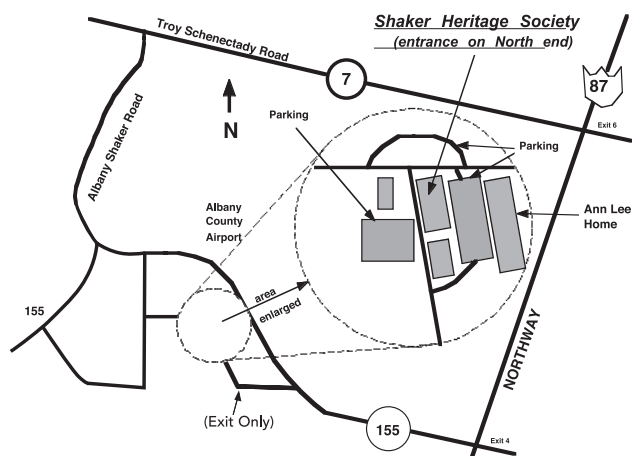 Shaker Heritage Society
(entrance on North end)
Troy Schenectady Road
7
87
Exit 6
Albany Shaker Road
N
Parking
Parking
Albany
County
Airport
Ann Lee
Home
area
enlarged
155
NORTHWAY
(Exit Only)
155
Exit 4